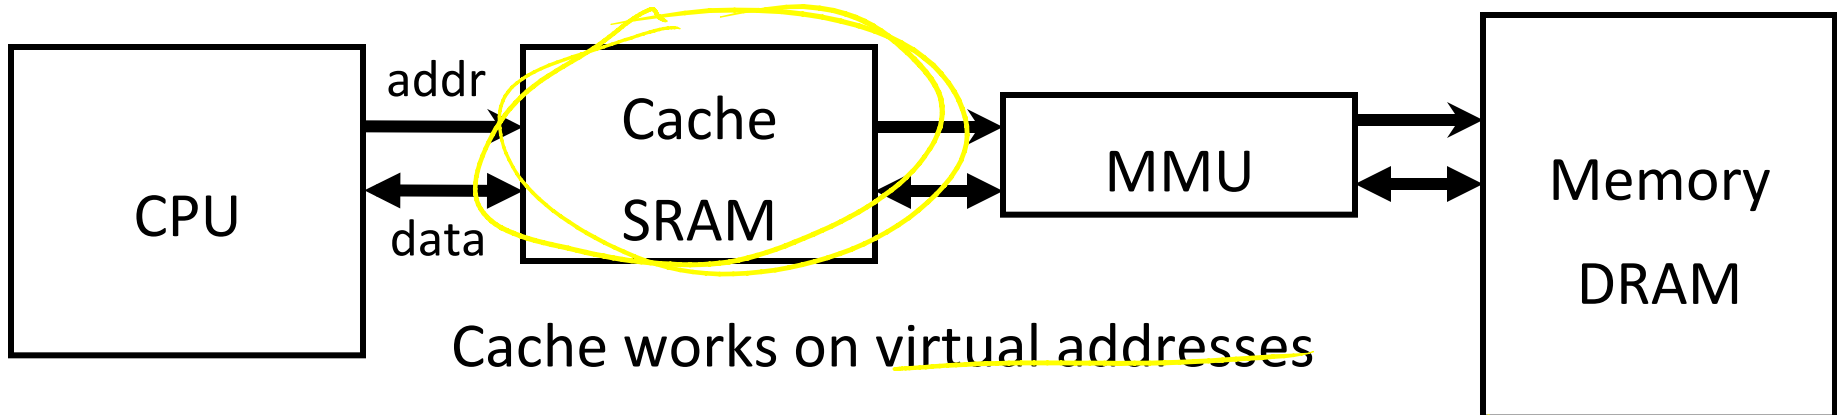 addr
CPU
data
Cache
SRAM
MMU
Memory
DRAM
Cache works on virtual addresses